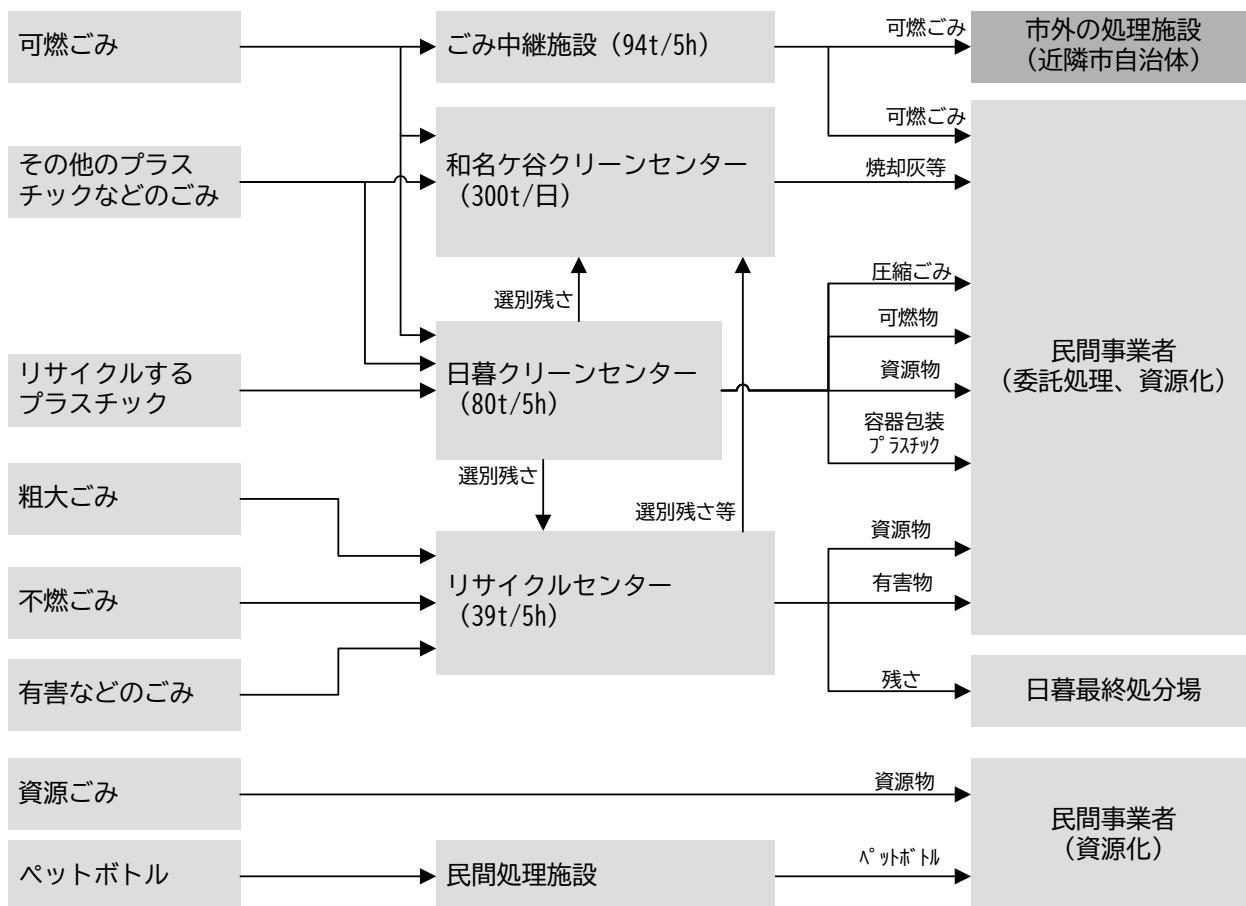 可燃ごみ
ごみ中継施設（94t/5h）
可燃ごみ
市外の処理施設
（近隣市自治体）
可燃ごみ
その他のプラス
チックなどのごみ
和名ケ谷クリーンセンター
（300t/日）
焼却灰等
民間事業者
（委託処理、資源化）
選別残さ
圧縮ごみ
可燃物
リサイクルする
プラスチック
日暮クリーンセンター
（80t/5h）
資源物
容器包装
ﾌﾟﾗｽﾁｯｸ
選別残さ
選別残さ等
粗大ごみ
不燃ごみ
有害などのごみ
リサイクルセンター
（39t/5h）
資源物
有害物
残さ
日暮最終処分場
資源ごみ
資源物
民間事業者
（資源化）
ペットボトル
民間処理施設
ﾍﾟｯﾄﾎﾞﾄﾙ